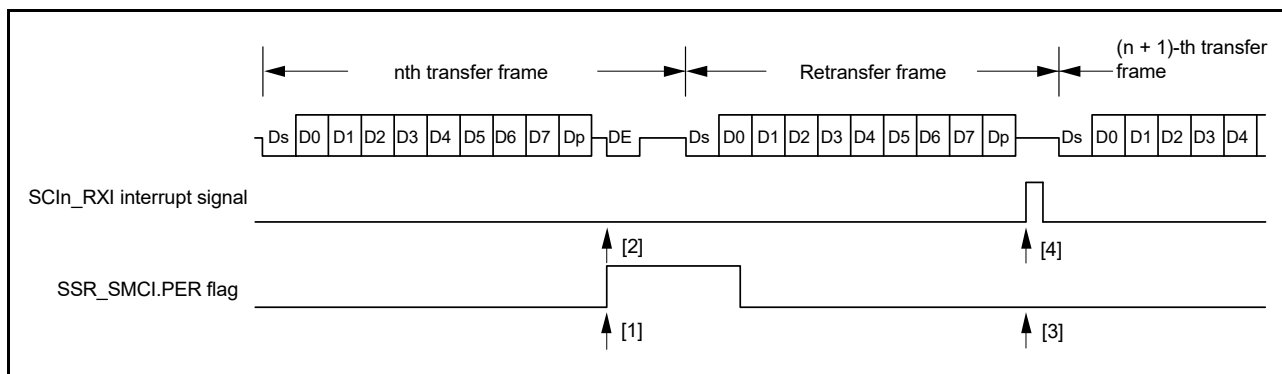 nth transfer frame
Retransfer frame
(n + 1)-th transfer
frame
Ds D0 D1 D2 D3 D4 D5 D6 D7 Dp DE Ds D0 D1 D2 D3 D4 D5 D6 D7 Dp Ds D0 D1 D2 D3 D4
SCIn_RXI interrupt signal
[2]
[4]
SSR_SMCI.PER flag
[1]
[3]